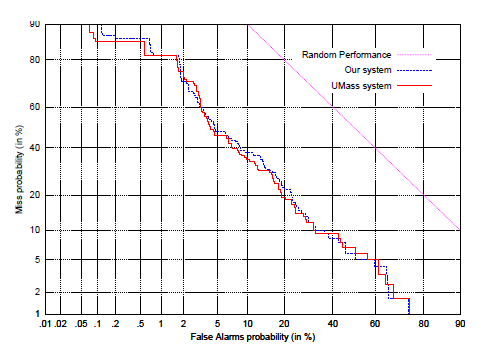 90
80
60
40
20
10
5
2
1
Miss probability (in %)
Random Performance
Our system
UMass system
.01 .02 .05 .1 .2 .5 1 2 5 10 20 40 60 80 90
False Alarms probability (in %)